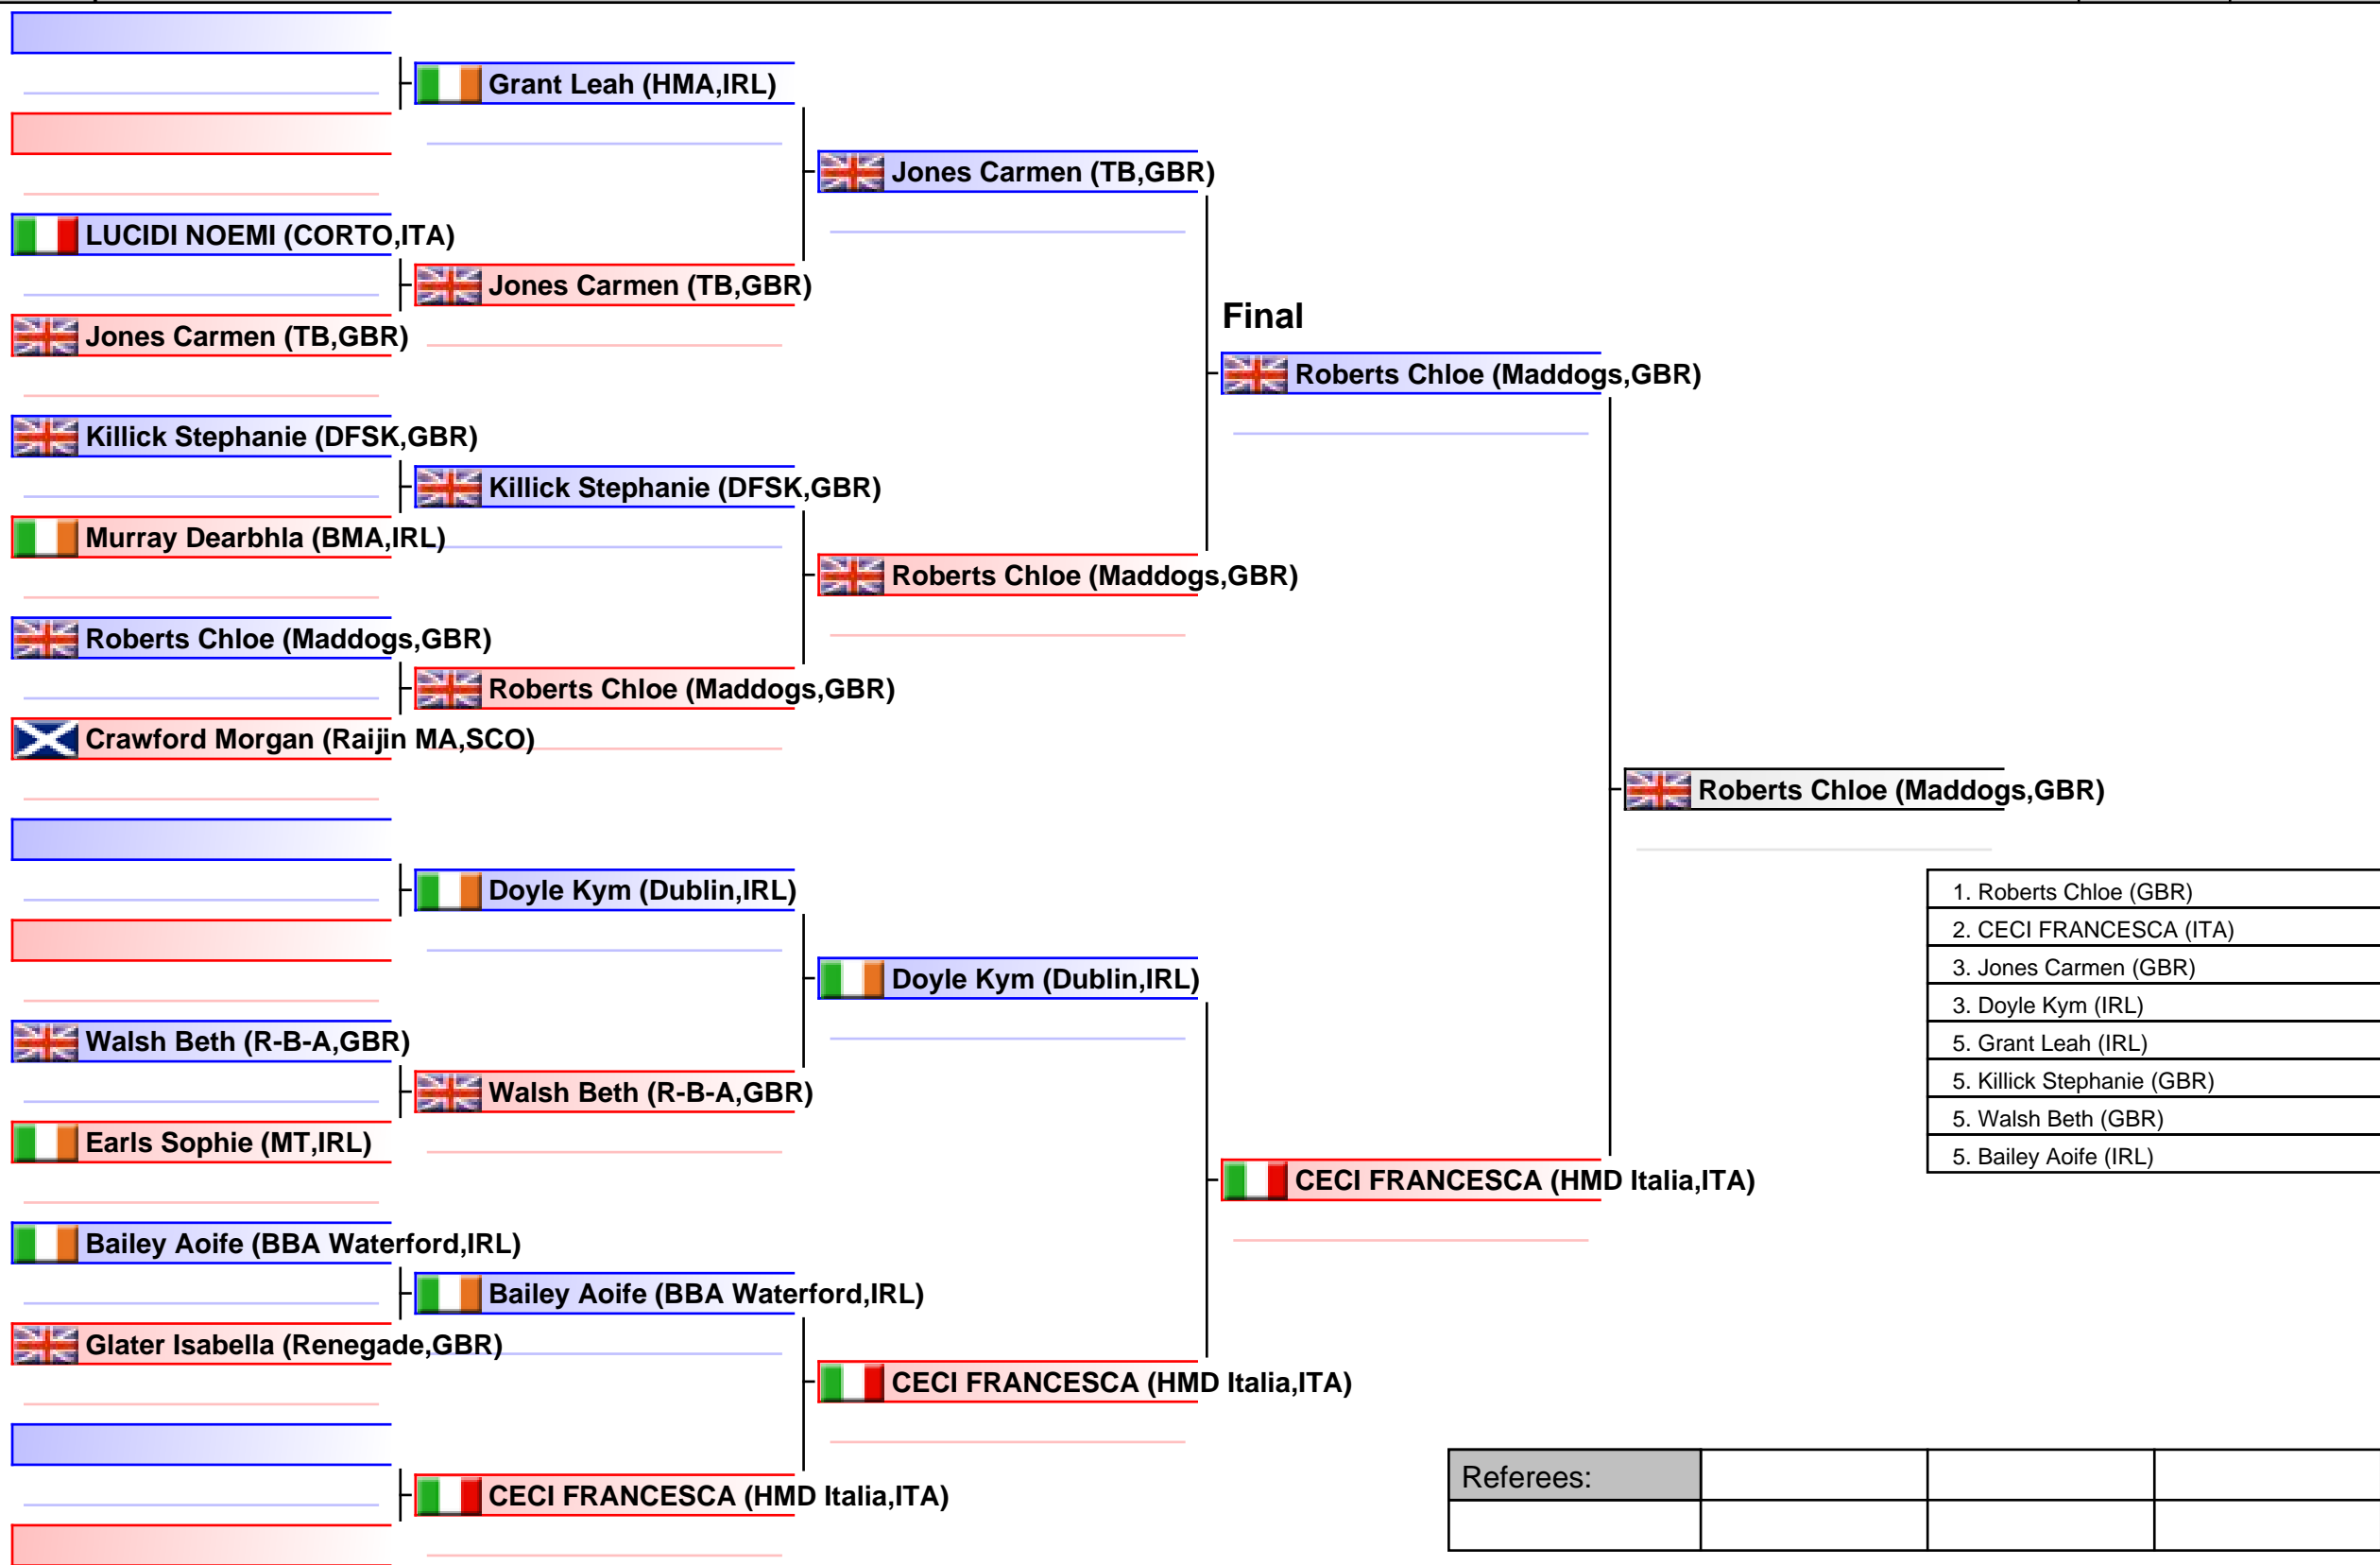 Grant Leah (HMA,IRL)
Jones Carmen (TB,GBR)
LUCIDI NOEMI (CORTO,ITA)
Jones Carmen (TB,GBR)
Final
Jones Carmen (TB,GBR)
Roberts Chloe (Maddogs,GBR)
Killick Stephanie (DFSK,GBR)
Killick Stephanie (DFSK,GBR)
Murray Dearbhla (BMA,IRL)
Roberts Chloe (Maddogs,GBR)
Roberts Chloe (Maddogs,GBR)
Roberts Chloe (Maddogs,GBR)
Crawford Morgan (Raijin MA,SCO)
Roberts Chloe (Maddogs,GBR)
Doyle Kym (Dublin,IRL)
1. Roberts Chloe (GBR)
2. CECI FRANCESCA (ITA)
3. Jones Carmen (GBR)
3. Doyle Kym (IRL)
5. Grant Leah (IRL)
5. Killick Stephanie (GBR)
5. Walsh Beth (GBR)
5. Bailey Aoife (IRL)
Doyle Kym (Dublin,IRL)
Walsh Beth (R-B-A,GBR)
Walsh Beth (R-B-A,GBR)
Earls Sophie (MT,IRL)
CECI FRANCESCA (HMD Italia,ITA)
Bailey Aoife (BBA Waterford,IRL)
Bailey Aoife (BBA Waterford,IRL)
Glater Isabella (Renegade,GBR)
CECI FRANCESCA (HMD Italia,ITA)
Referees:
CECI FRANCESCA (HMD Italia,ITA)